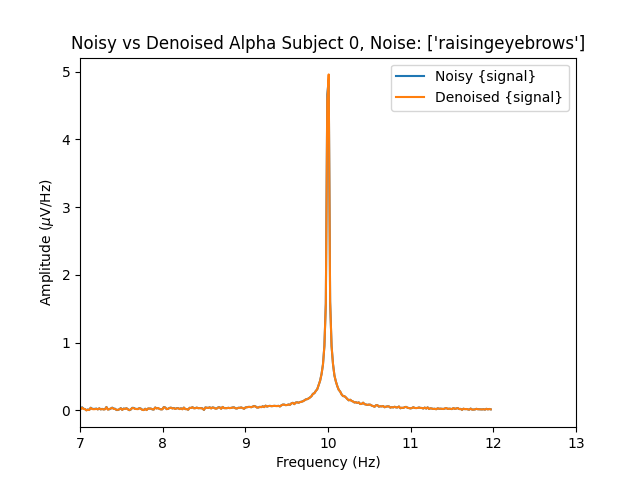 Noisy vs Denoised Alpha Subject 0, Noise: ['raisingeyebrows']
Noisy {signal}
Denoised {signal}
Amplitude (μV/Hz)
5
4
3
2
1
0
7 8 9 10 11 12 13
Frequency (Hz)